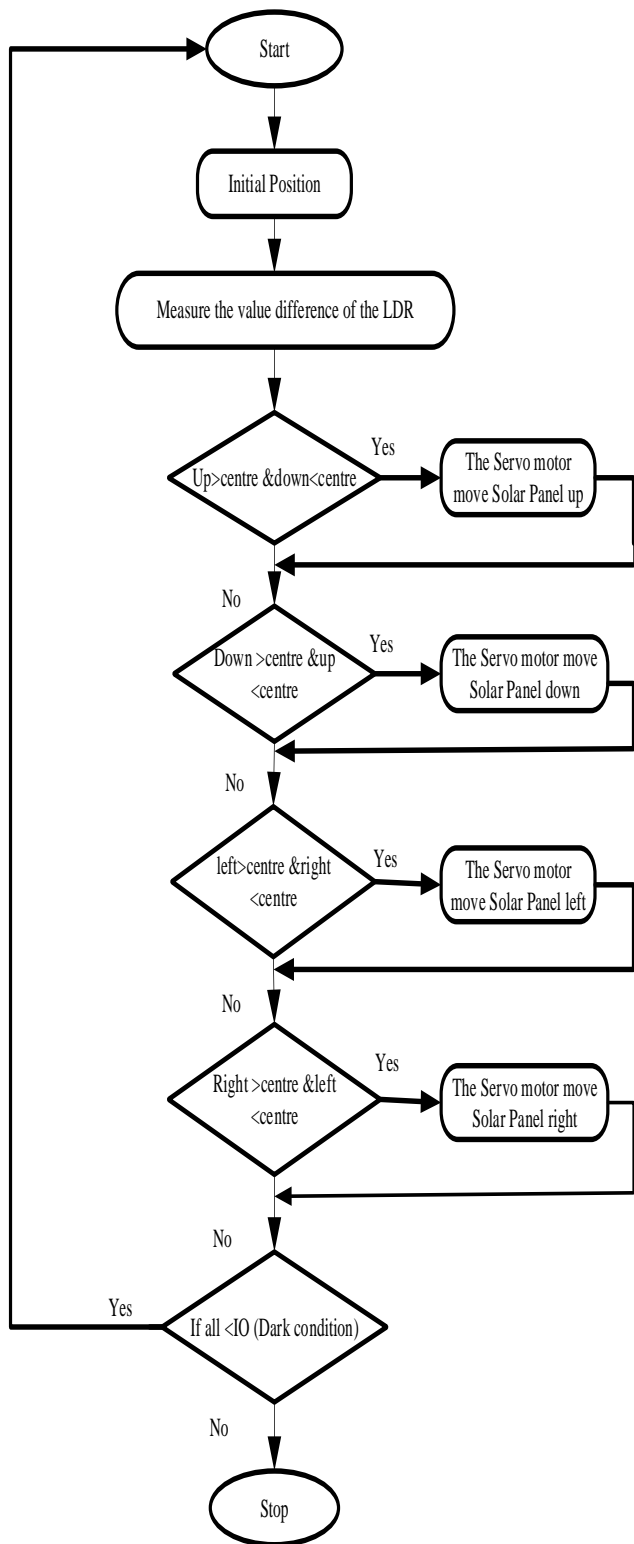 Start
Initial Position
Measure the value difference of the LDR
Up>centre &down<centre
Yes
The Servo motor
move Solar Panel up
No
Down >centre &up
<centre
Yes
The Servo motor move
Solar Panel down
No
left>centre &right
<centre
Yes
The Servo motor
move Solar Panel left
No
Right >centre &left
<centre
Yes
The Servo motor move
Solar Panel right
No
If all <IO (Dark condition)
Yes
No
Stop